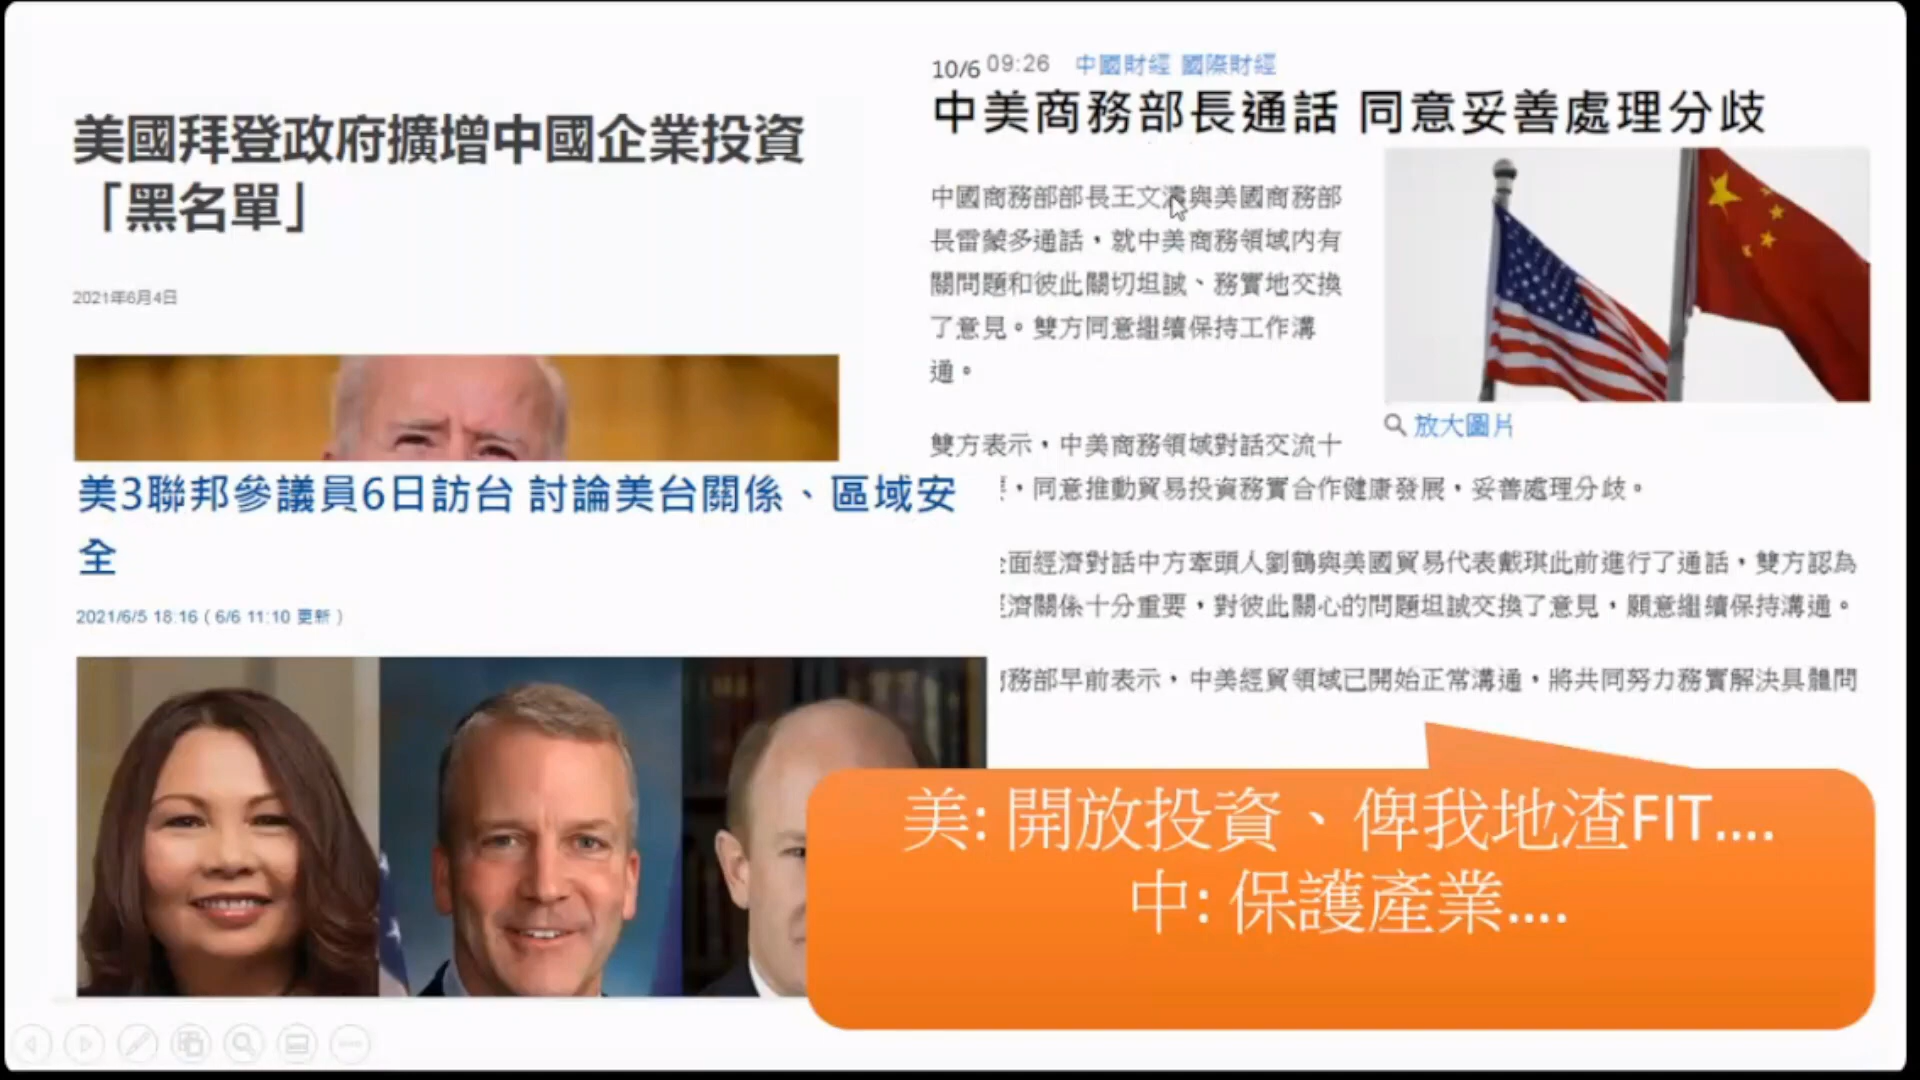 美國拜登政府擴增中國企業投資
「黑名單」
2021年6月4日
美3聯邦參議員6日訪台 討論美台關係、區域安
全
2021/6/5 18:16（6/6 11:10 更新）
10/6 09:26 中國財經 國際財經
中美商務部長通話 同意妥善處理分歧
中國商務部部長王文濤與美國商務部
長雷蒙多通話，就中美商務領域內有
關問題和彼此關切坦誠、務實地交換
了意見。雙方同意繼續保持工作溝
通。
放大圖片
雙方表示，中美商務領域對話交流十
，同意推動貿易投資務實合作健康發展，妥善處理分歧。
面經濟對話中方牽頭人劉鶴與美國貿易代表戴琪此前進行了通話，雙方認為
濟關係十分重要，對彼此關心的問題坦誠交換了意見，願意繼續保持溝通。
務部早前表示，中美經貿領域已開始正常溝通，將共同努力務實解決具體問
美: 開放投資、俾我地渣FIT....
中: 保護產業....